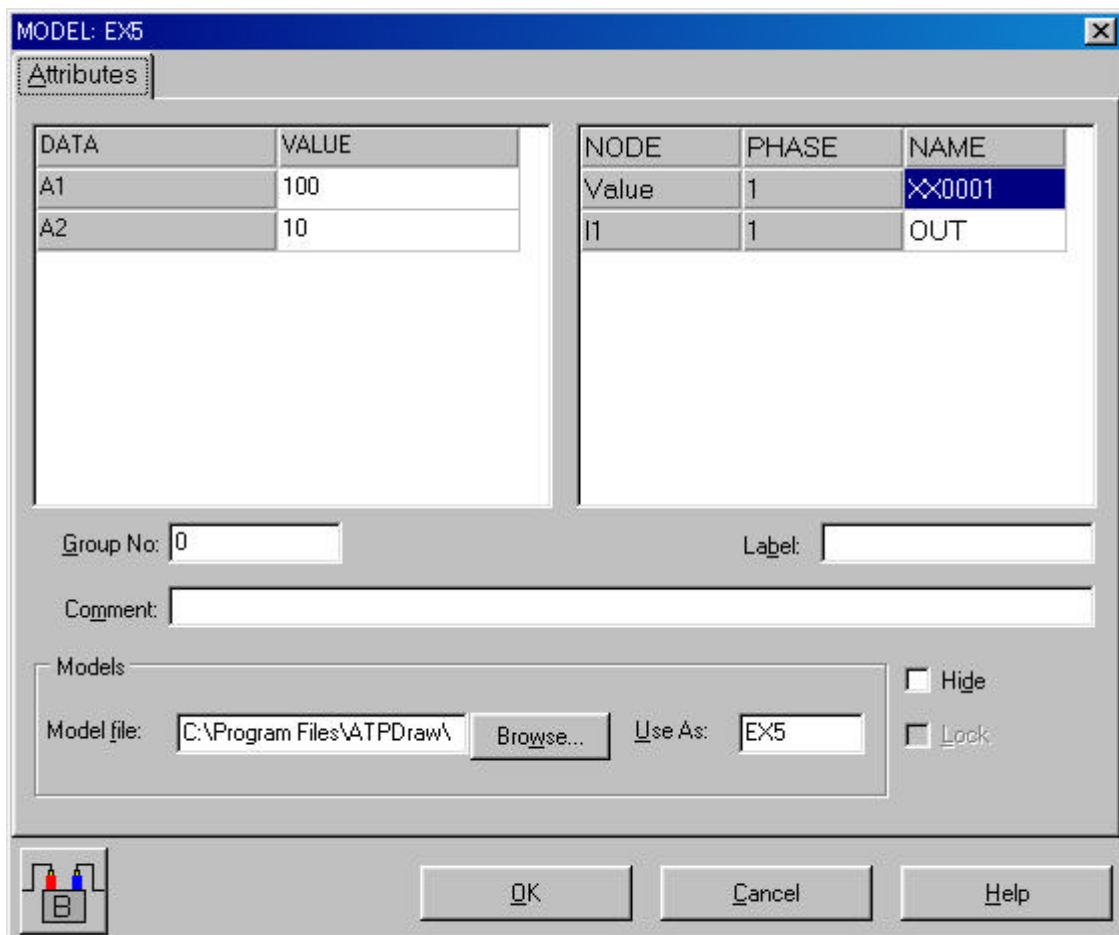 MODEL: EX5
Attributes
DATA VALUE
A1 100
A2 10
NODE PHASE NAME
Value 1 XX0001
I1 1 OUT
Group No: 0
Label:
Comment:
Models
Model file: C:\Program Files\ATPDraw\ Browse... Use As: EX5
Hide
Lock
B
OK Cancel Help